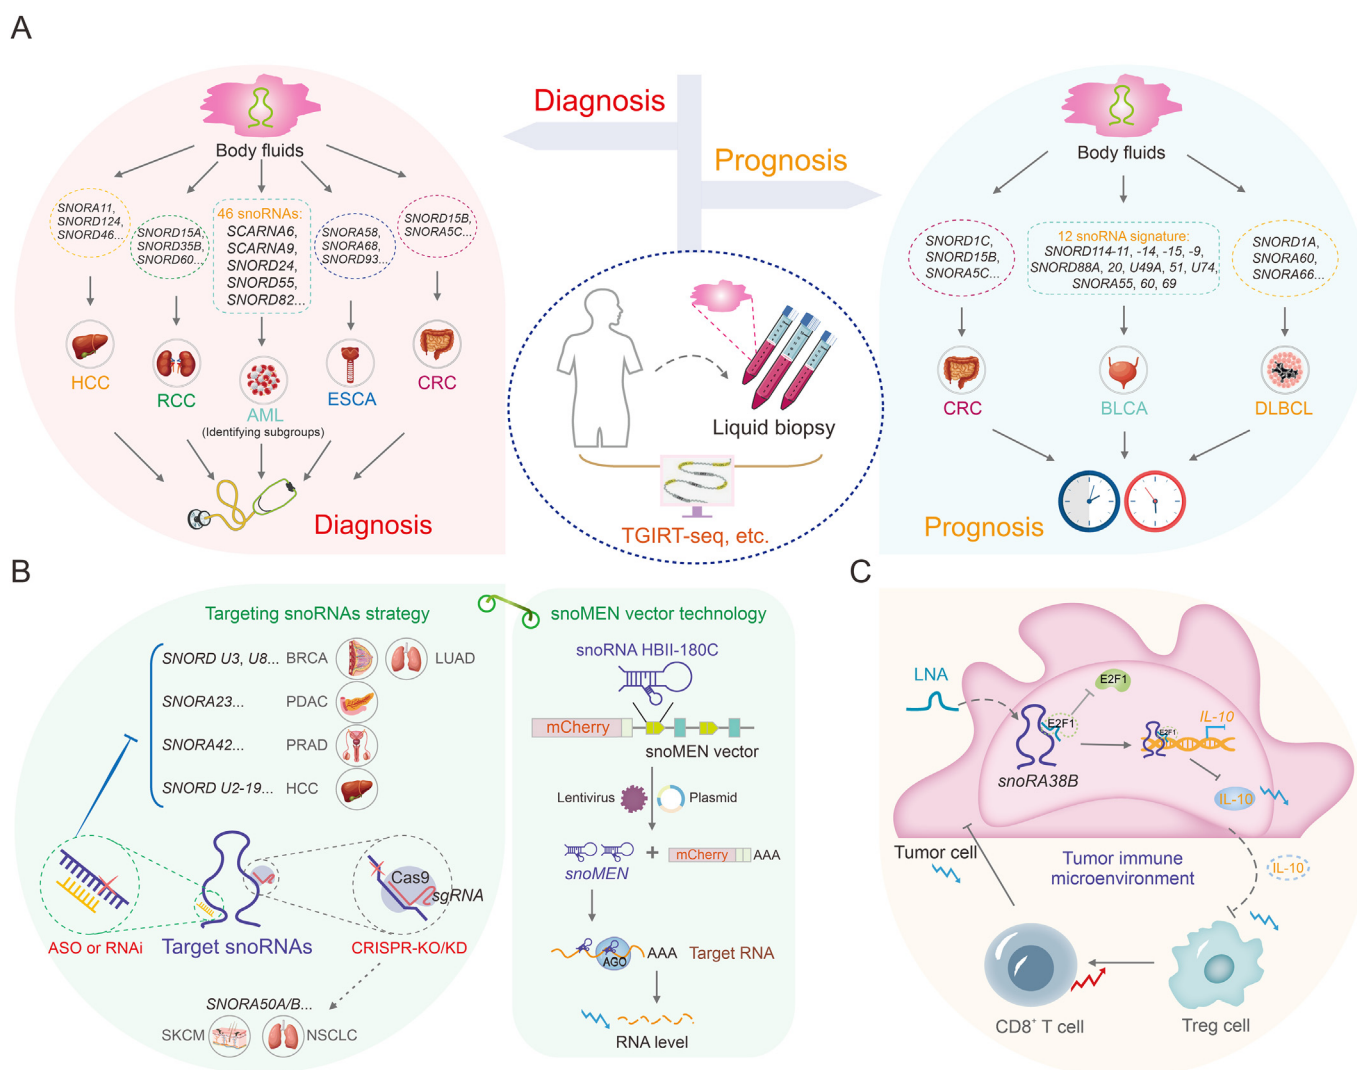 A
Body fluids
SNORA11,
SNORD124,
SNORD46...
SNORD15A,
SNORD35B,
SNORD60...
46 snoRNAs:
SCARNA6,
SCARNA9,
SNORD24,
SNORD55,
SNORD82...
SNORA58,
SNORA68,
SNORD93...
SNORD15B,
SNORA5C...
HCC
RCC
AML
(Identifying subgroups)
ESCA
CRC
Diagnosis
Diagnosis
Prognosis
Liquid biopsy
TGIRT-seq, etc.
Body fluids
SNORD1C,
SNORD15B,
SNORA5C...
12 snoRNA signature:
SNORD114-11, -14, -15, -9,
SNORD88A, 20, U49A, 51, U74,
SNORA55, 60, 69
SNORD1A,
SNORA60,
SNORA66...
CRC
BLCA
DLBCL
Prognosis
B
Targeting snoRNAs strategy
SNORD U3, U8... BRCA LUAD
SNORA23... PDAC
SNORA42... PRAD
SNORD U2-19... HCC
Cas9
sgRNA
ASO or RNAi
Target snoRNAs
CRISPR-KO/KD
SNORA50A/B...
SKCM NSCLC
snoMEN vector technology
snoRNA HBII-180C
mCherry
snoMEN vector
Lentivirus Plasmid
snoMEN + mCherry AAA
AGO AAA Target RNA
RNA level
C
LNA
E2F1
E2F1
snoRA38B
E2F1
IL-10
IL-10
Tumor cell
Tumor immune
microenvironment
IL-10
CD8+ T cell
Treg cell